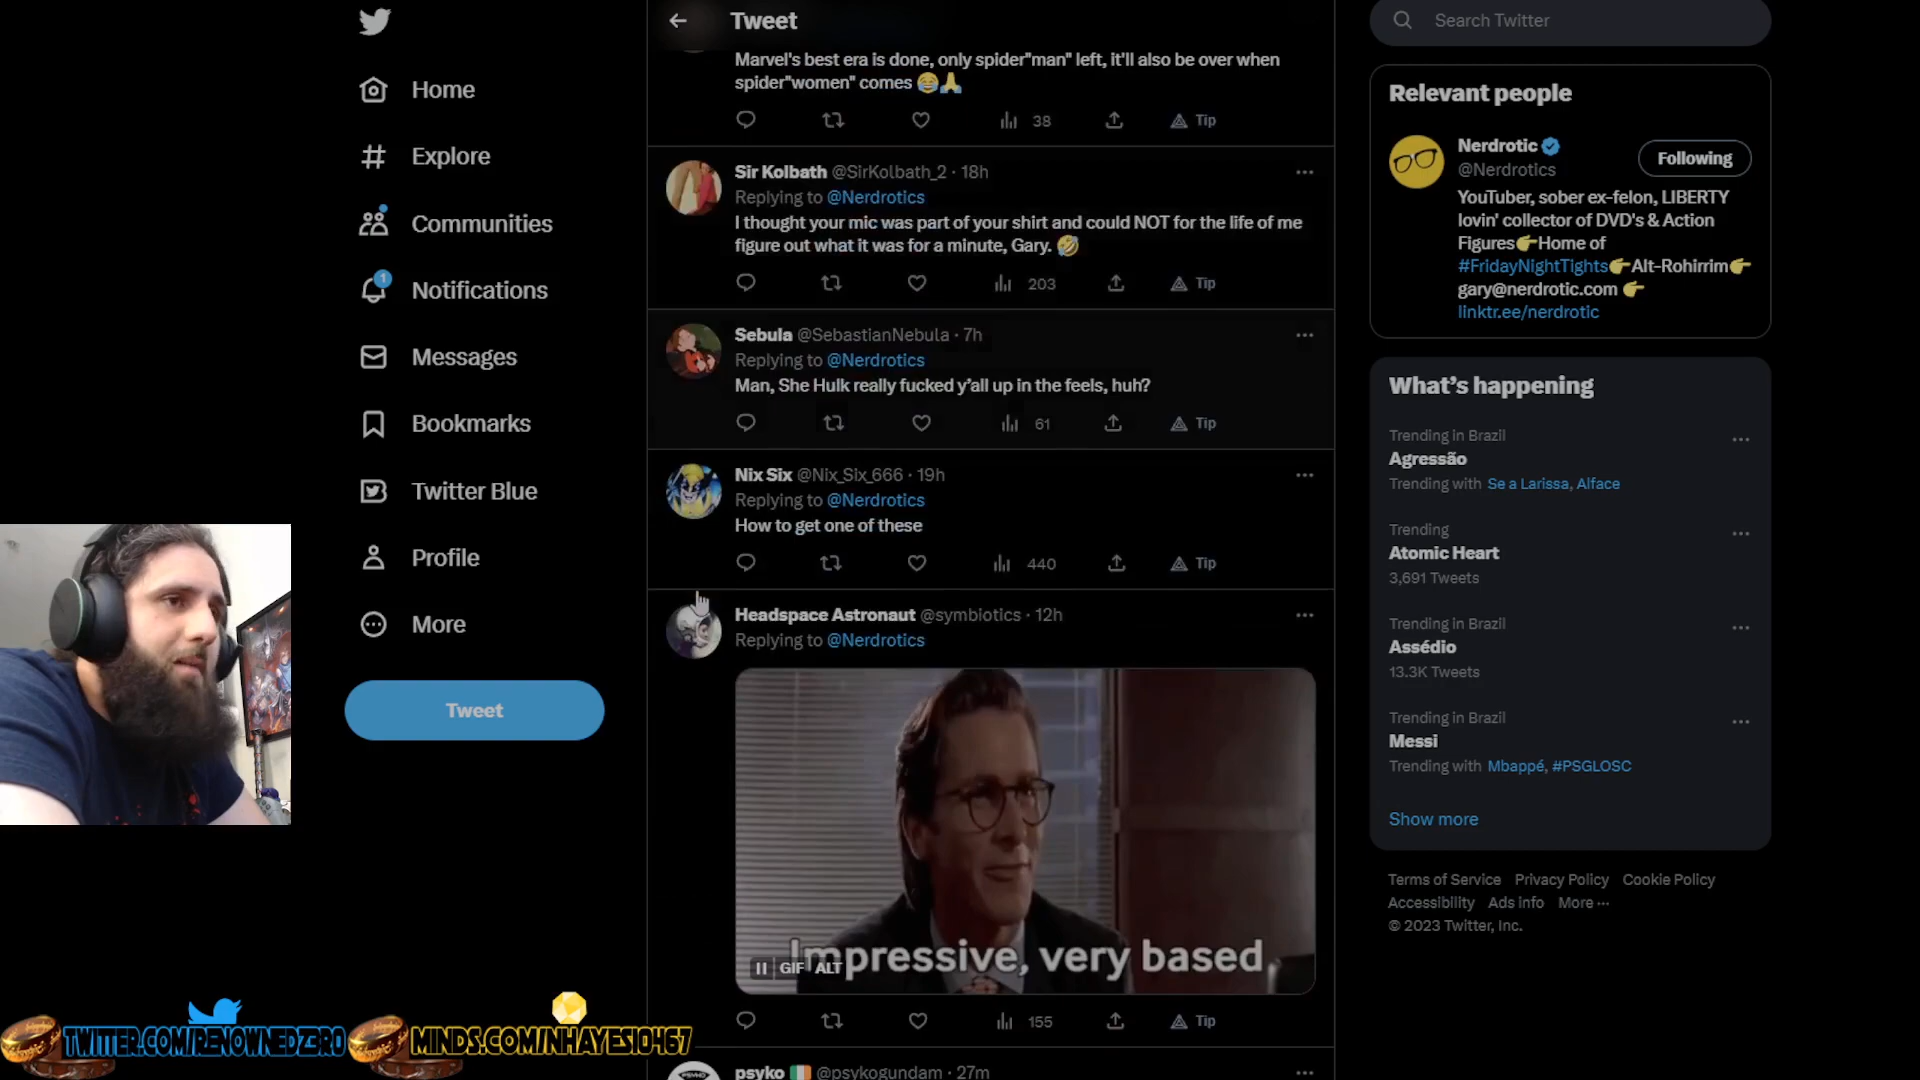 Home
Explore
Communities
1
Notifications
Messages
Bookmarks
Twitter Blue
Profile
More
Tweet
Tweet
Marvel's best era is done, only spider"man" left, it'll also be over when
spider"women" comes 😂🙏
38
Tip
Sir Kolbath @SirKolbath_2 · 18h
Replying to @Nerdrotics
I thought your mic was part of your shirt and could NOT for the life of me
figure out what it was for a minute, Gary. 🤣
203
Tip
Sebula @SebastianNebula · 7h
Replying to @Nerdrotics
Man, She Hulk really fucked y'all up in the feels, huh?
61
Tip
Nix Six @Nix_Six_666 · 19h
Replying to @Nerdrotics
How to get one of these
440
Tip
Headspace Astronaut @symbiotics · 12h
Replying to @Nerdrotics
Impressive, very based.
GIF ALT
155
Tip
psyko 🇮🇪 @psykogundam · 27m
Search Twitter
Relevant people
Nerdrotic
@Nerdrotics
Following
YouTuber, sober ex-felon, LIBERTY
lovin' collector of DVD's & Action
Figures👉Home of
#FridayNightTights👉Alt-Rohirrim👉
gary@nerdrotic.com 👉
linktr.ee/nerdrotic
What's happening
Trending in Brazil
Agressão
Trending with Se a Larissa, Alface
Trending
Atomic Heart
3,691 Tweets
Trending in Brazil
Assédio
13.3K Tweets
Trending in Brazil
Messi
Trending with Mbappé, #PSGLOSC
Show more
Terms of Service Privacy Policy Cookie Policy
Accessibility Ads info More ···
© 2023 Twitter, Inc.
TWITTER.COM/RENOWNEDZ3R0
MINDS.COM/NHAYES10467